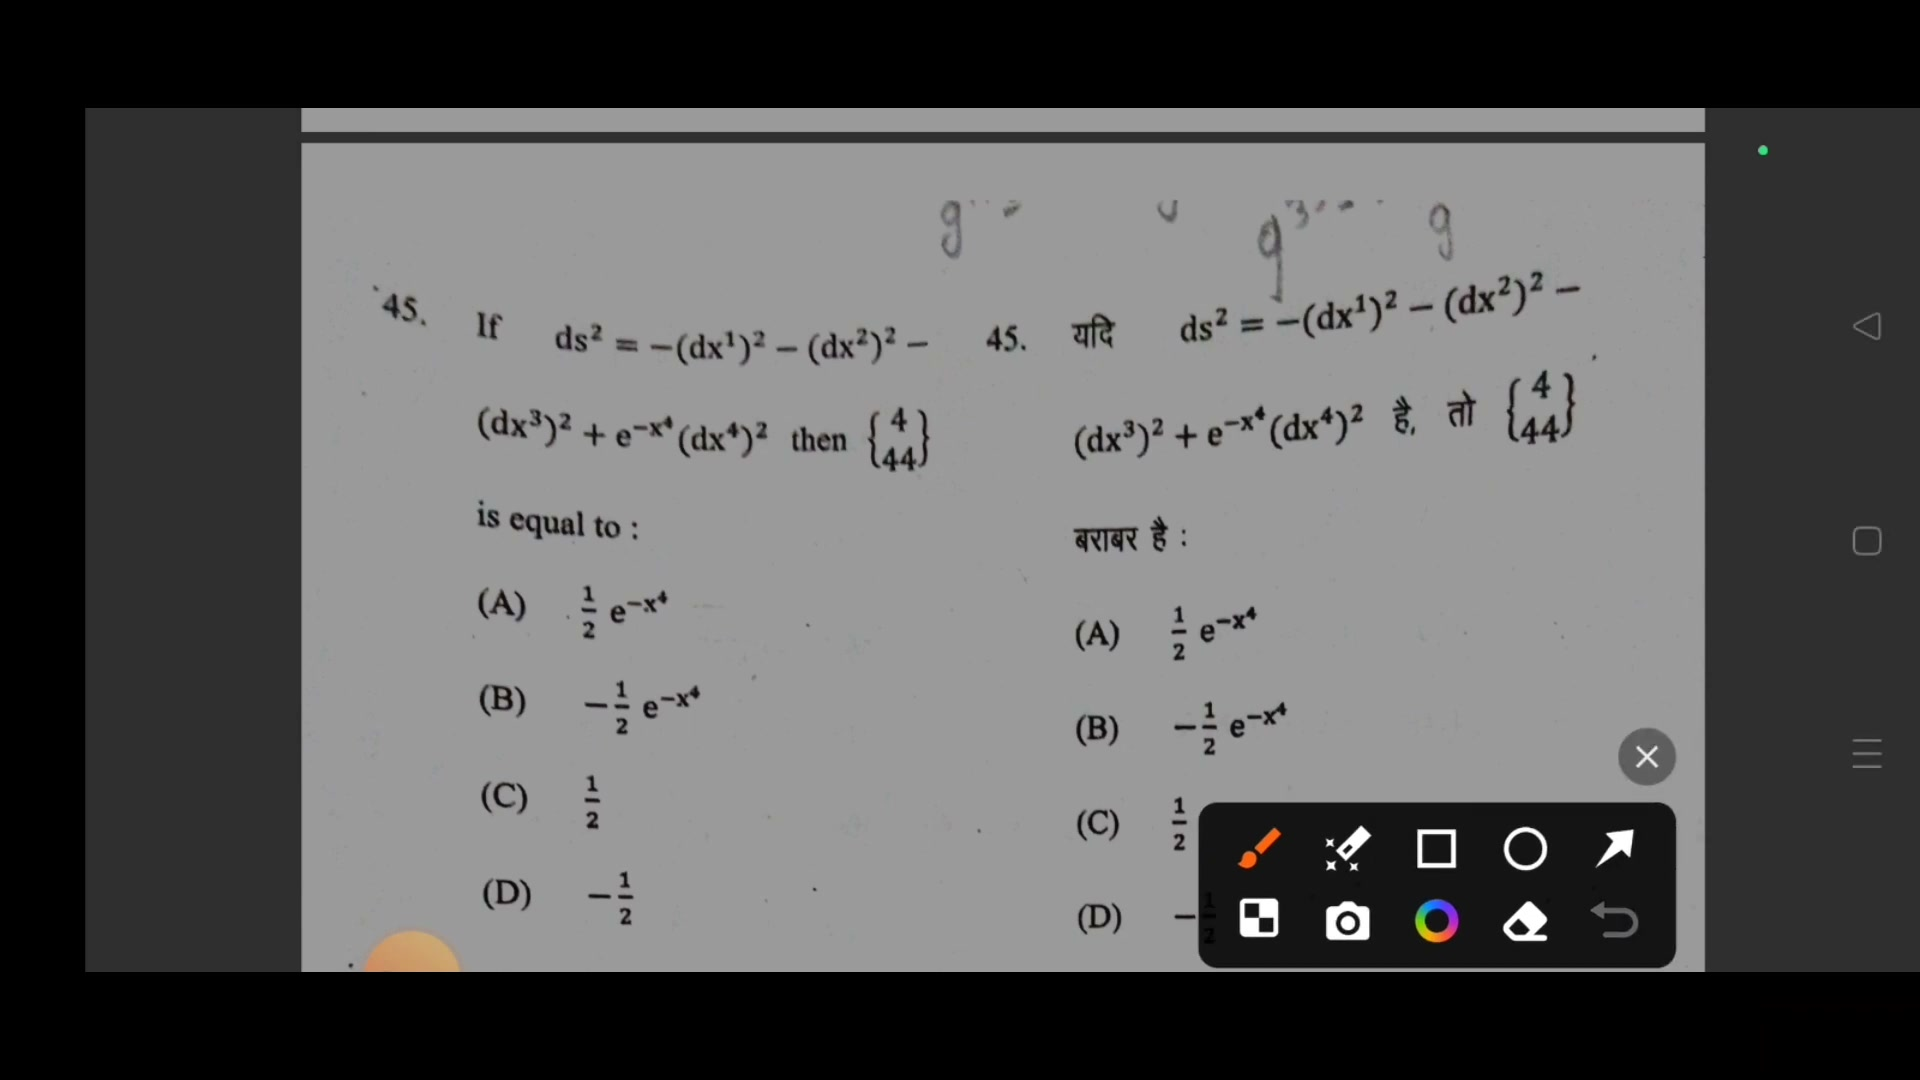 45. If ds² = −(dx¹)² − (dx²)² −
(dx³)² + e^{−x⁴}(dx⁴)² then {4 44}
is equal to :
(A) 1/2 e^{−x⁴}
(B) −1/2 e^{−x⁴}
(C) 1/2
(D) −1/2
45. यदि ds² = −(dx¹)² − (dx²)² −
(dx³)² + e^{−x⁴}(dx⁴)² है, तो {4 44}
बराबर है :
(A) 1/2 e^{−x⁴}
(B) −1/2 e^{−x⁴}
(C) 1/2
(D) −1/2